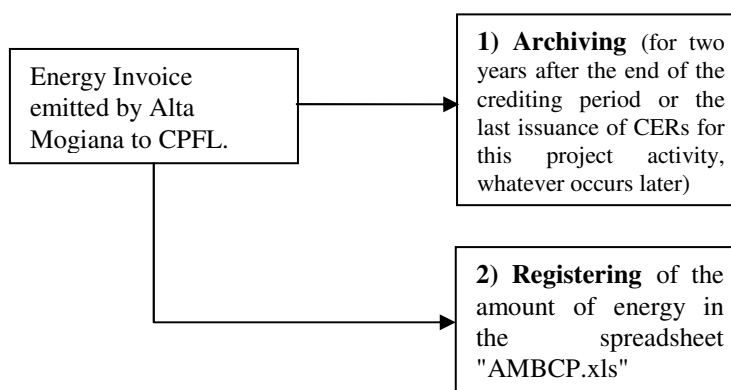 Energy Invoice
emitted by Alta
Mogiana to CPFL.
1) Archiving (for two
years after the end of the
crediting period or the
last issuance of CERs for
this project activity,
whatever occurs later)
2) Registering of the
amount of energy in
the spreadsheet
"AMBCP.xls"